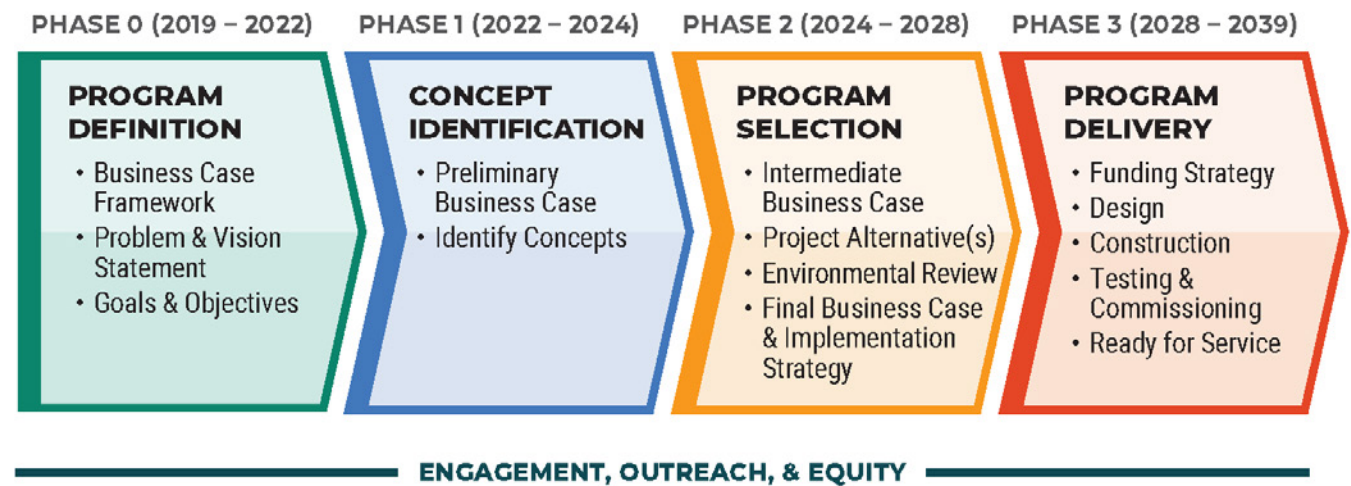 PHASE 0 (2019 – 2022)
PROGRAM
DEFINITION
• Business Case
Framework
• Problem & Vision
Statement
• Goals & Objectives
PHASE 1 (2022 – 2024)
CONCEPT
IDENTIFICATION
• Preliminary
Business Case
• Identify Concepts
PHASE 2 (2024 – 2028)
PROGRAM
SELECTION
• Intermediate
Business Case
• Project Alternative(s)
• Environmental Review
• Final Business Case
& Implementation
Strategy
PHASE 3 (2028 – 2039)
PROGRAM
DELIVERY
• Funding Strategy
• Design
• Construction
• Testing &
Commissioning
• Ready for Service
ENGAGEMENT, OUTREACH, & EQUITY